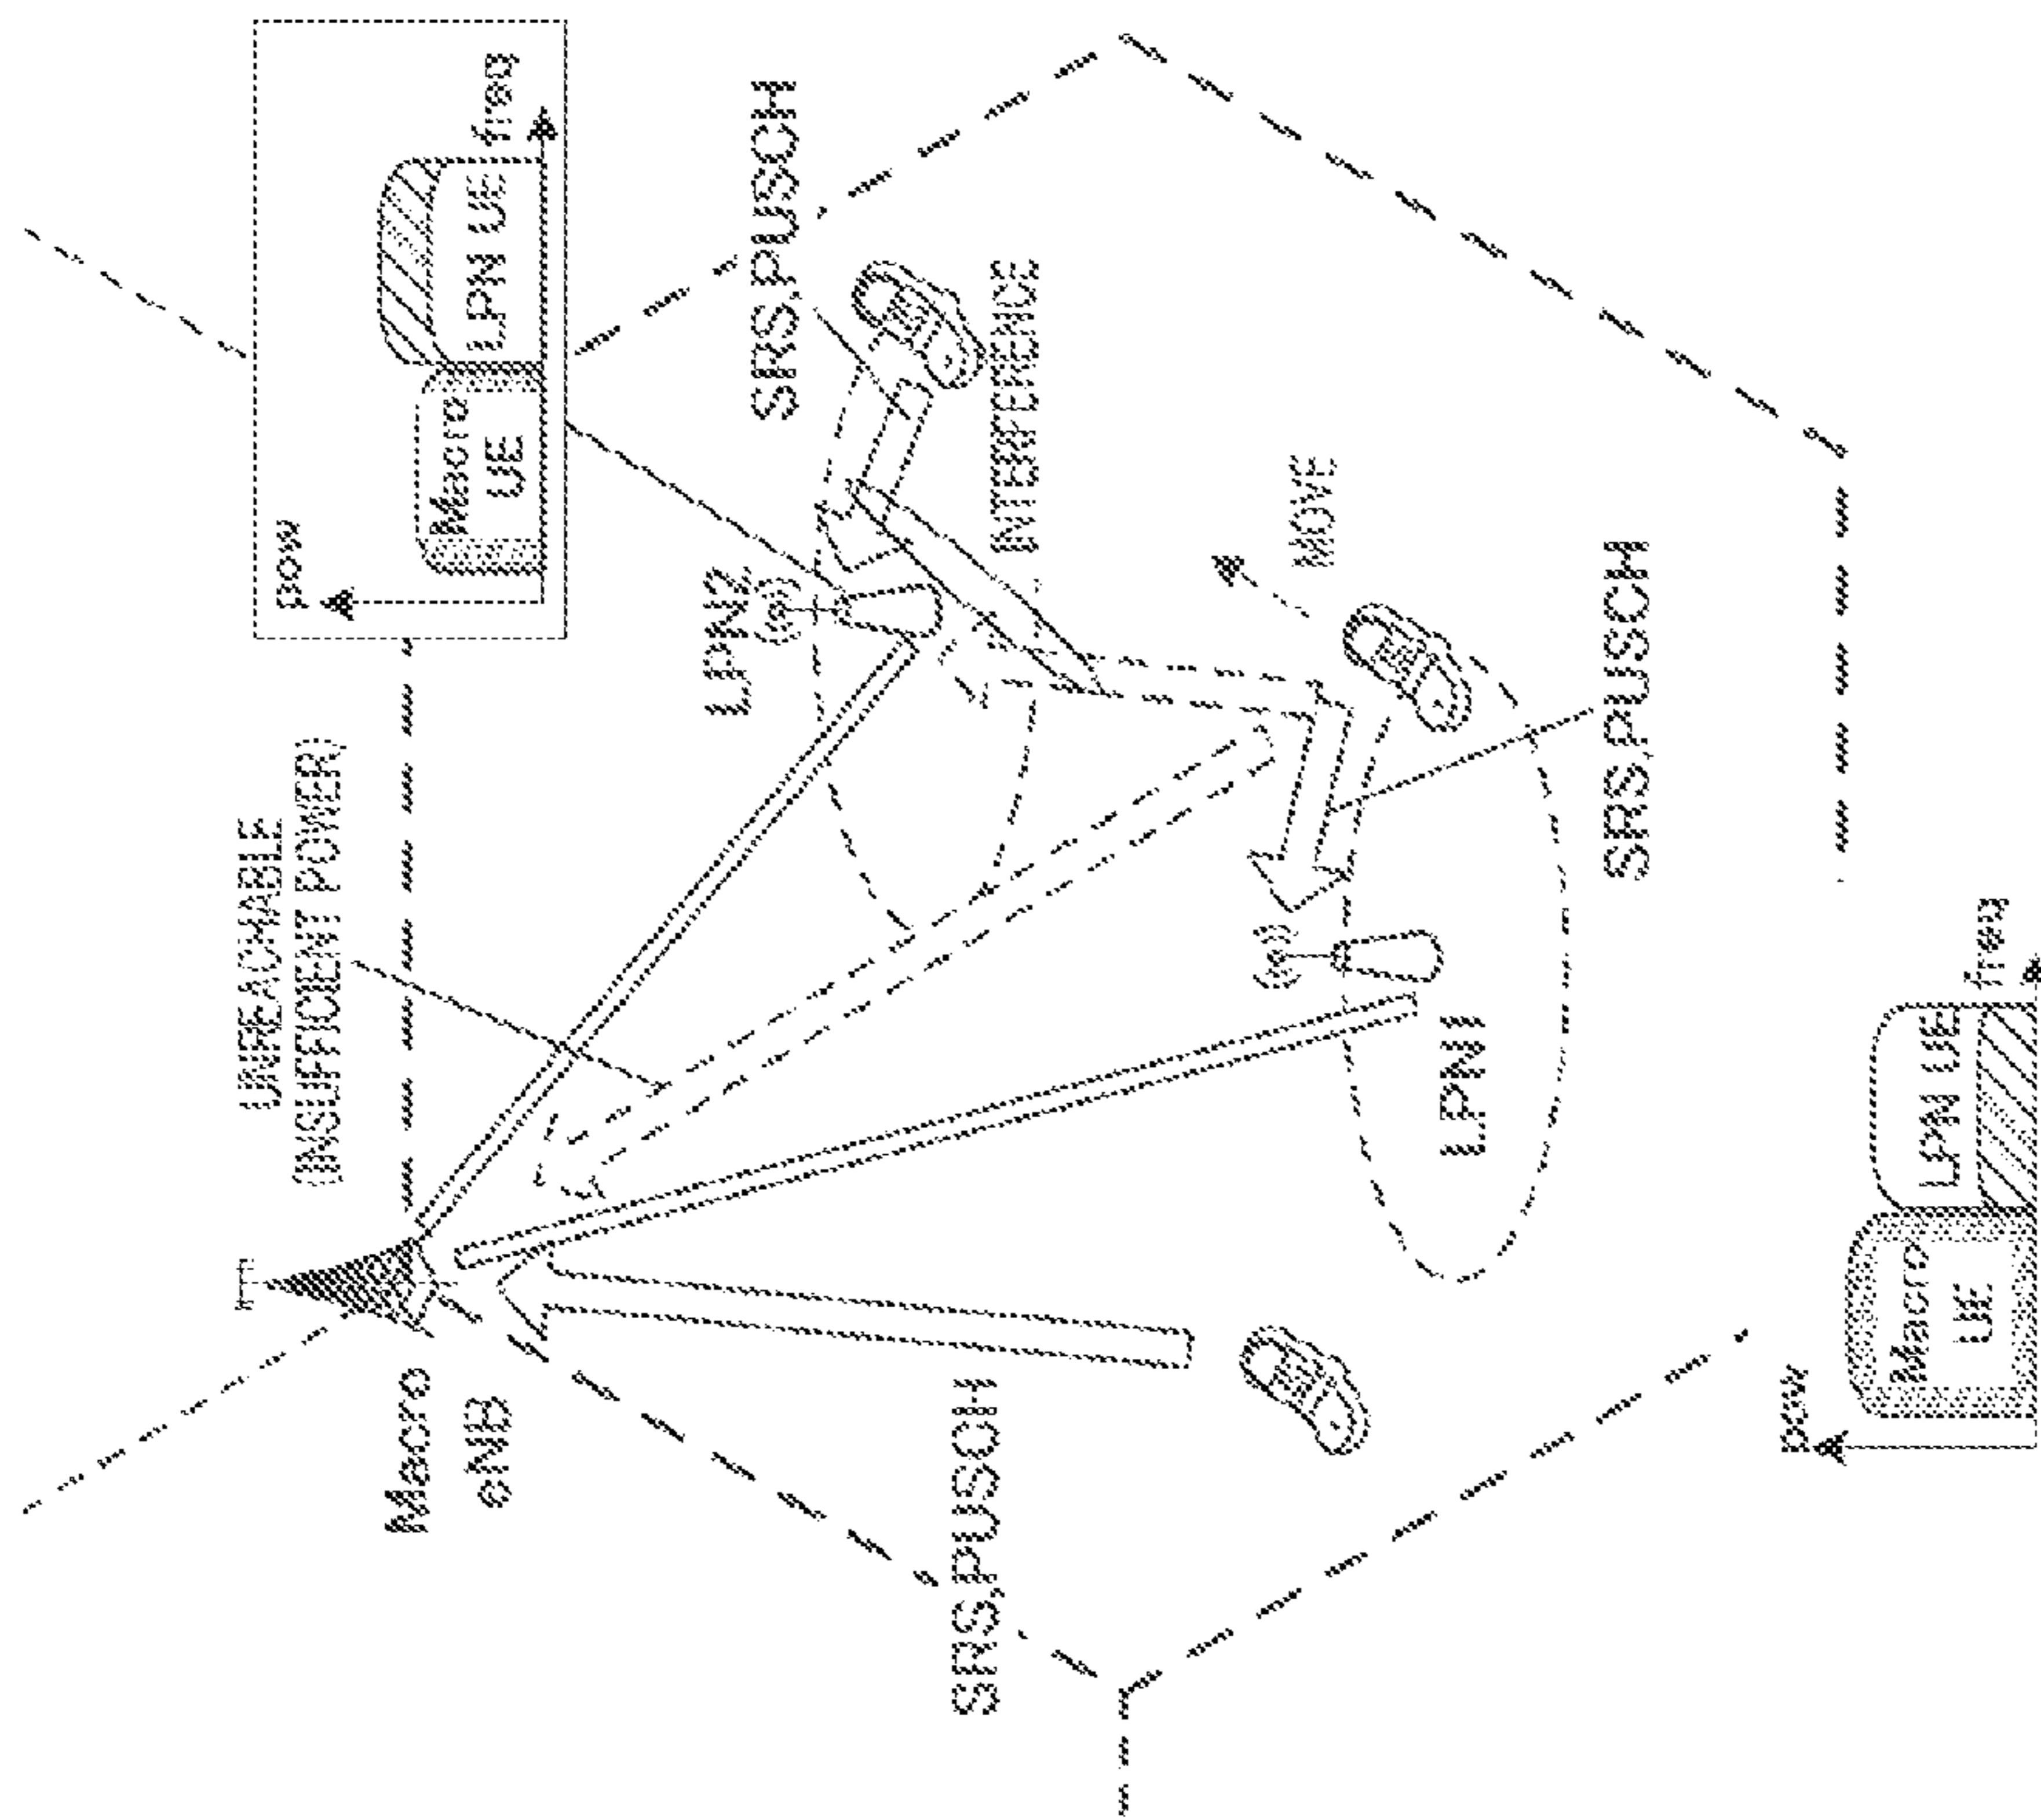 UNREACHABLE
(INSUFFICIENT POWER)
pow
Macro
UE
LPN UE
freq
Macro
eNB
LPN2
SRS,PUSCH
SRS,PUSCH
INTERFERENCE
MOVE
LPN1
SRS,PUSCH
pow
Macro
UE
LPN UE
freq